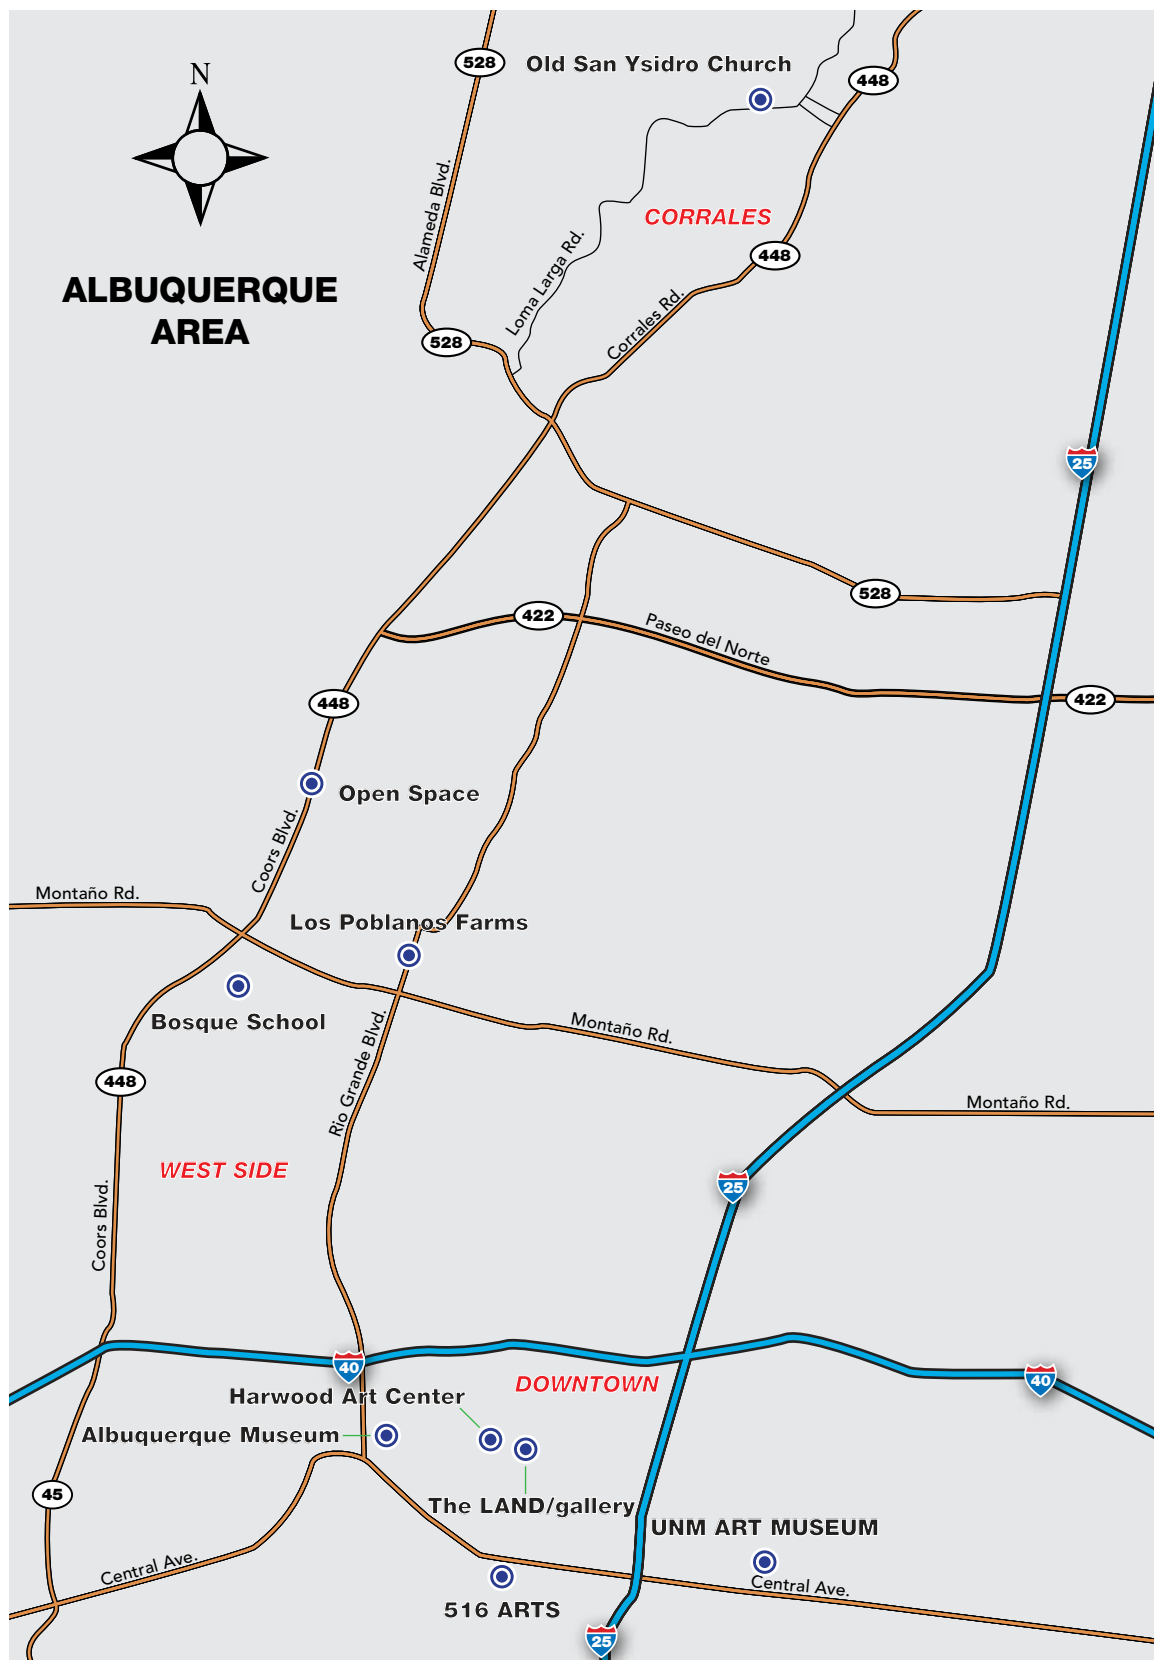 528
Old San Ysidro Church
448
N
Alameda Blvd.
CORRALES
Loma Larga Rd.
448
ALBUQUERQUE
AREA
Corrales Rd.
528
25
528
422
Paseo del Norte
448
422
Open Space
Coors Blvd.
Montaño Rd.
Los Poblanos Farms
Bosque School
Montaño Rd.
Rio Grande Blvd.
448
Montaño Rd.
WEST SIDE
25
Coors Blvd.
40
40
DOWNTOWN
Harwood Art Center
Albuquerque Museum
45
The LAND/gallery
UNM ART MUSEUM
Central Ave.
Central Ave.
516 ARTS
25